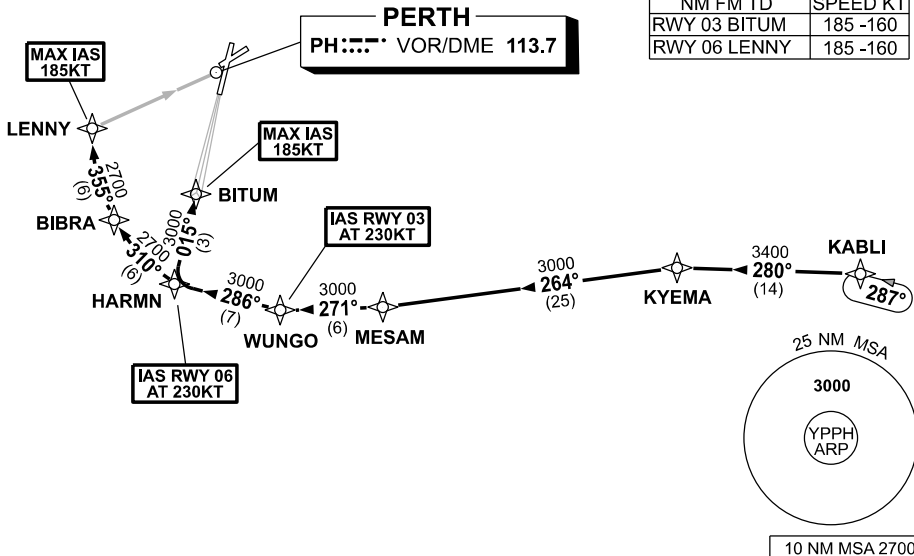 NM FM TD SPEED KT
RWY 03 BITUM 185 -160
RWY 06 LENNY 185 -160
PERTH
PH VOR/DME 113.7
MAX IAS
185KT
LENNY
MAX IAS
185KT
BITUM
2700
355°
(6)
BIBRA
3000
015°
(3)
2700
310°
(6)
HARMN
IAS RWY 03
AT 230KT
3000
286°
(7)
WUNGO
3000
271°
(6)
MESAM
3000
264°
(25)
KYEMA
3400
280°
(14)
KABLI
287°
IAS RWY 06
AT 230KT
25 NM MSA
3000
YPPH
ARP
10 NM MSA 2700